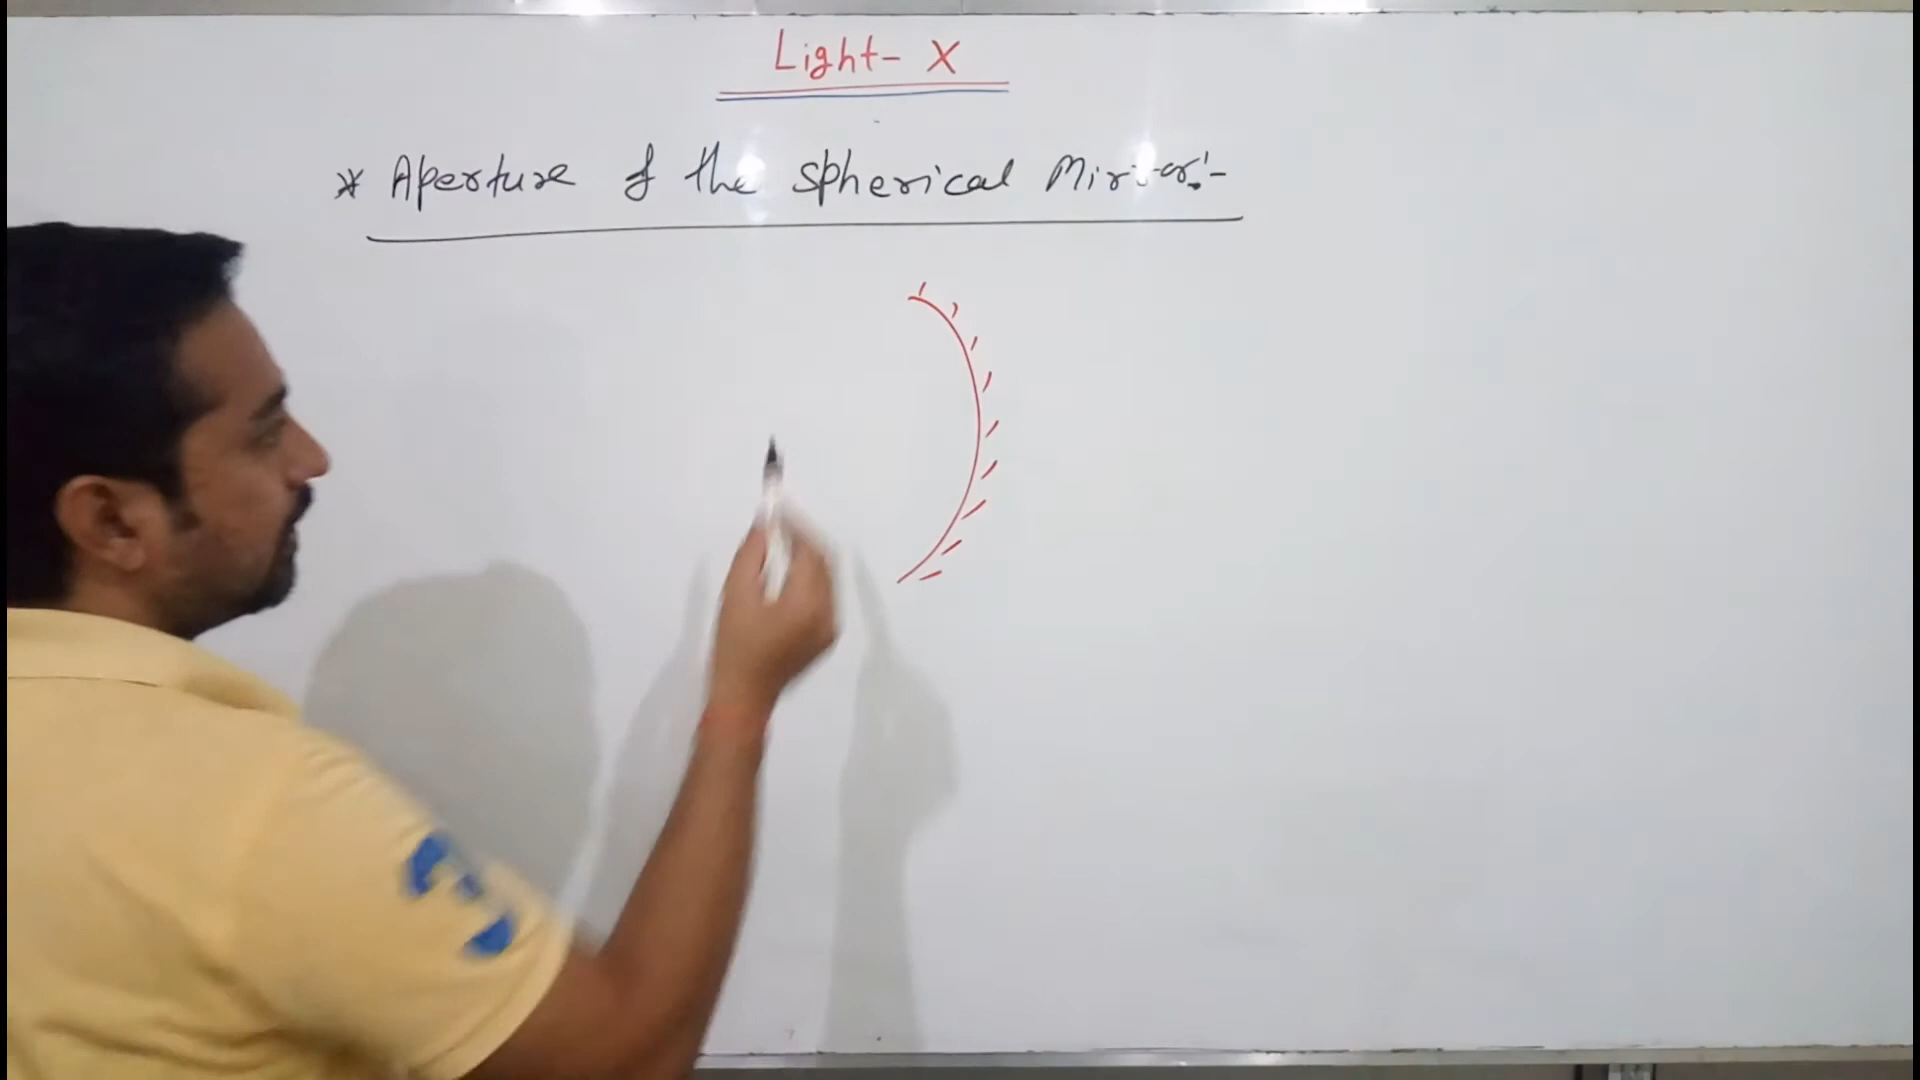 Light- X
* Aperture of the Spherical Mirror:-